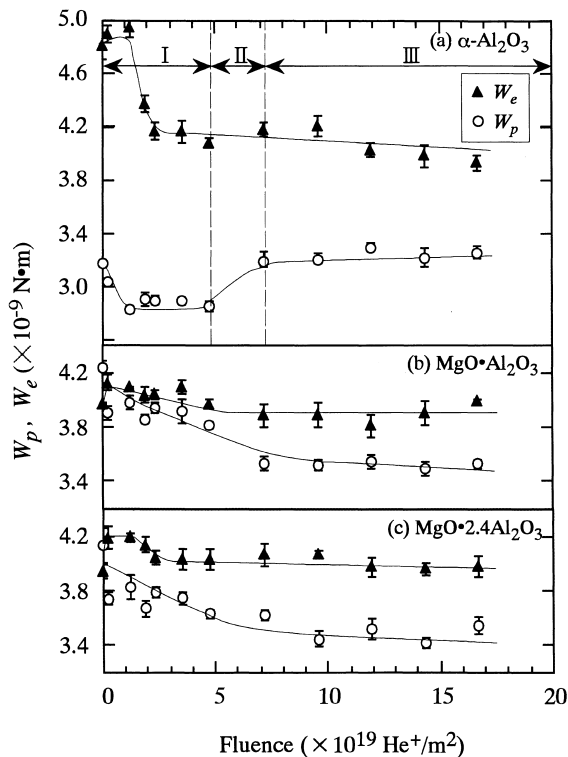 (a) α-Al2O3
5.0
I II III
4.6
We
Wp
4.2
3.8
3.4
3.0
(b) MgO•Al2O3
4.2
3.8
3.4
(c) MgO•2.4Al2O3
4.2
3.8
3.4
0 5 10 15 20
Fluence (×10^19 He+/m2)
Wp, We (×10^-9 N•m)